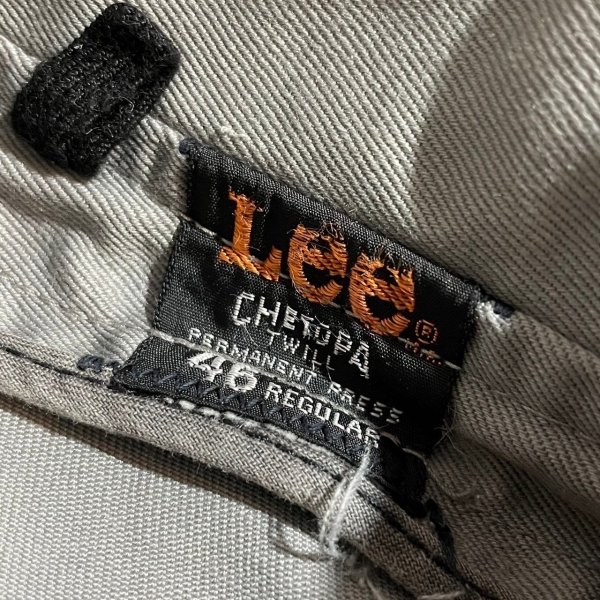 Lee®
M.R.
CHETOPA
TWILL
PERMANENT PRESS
46 REGULAR